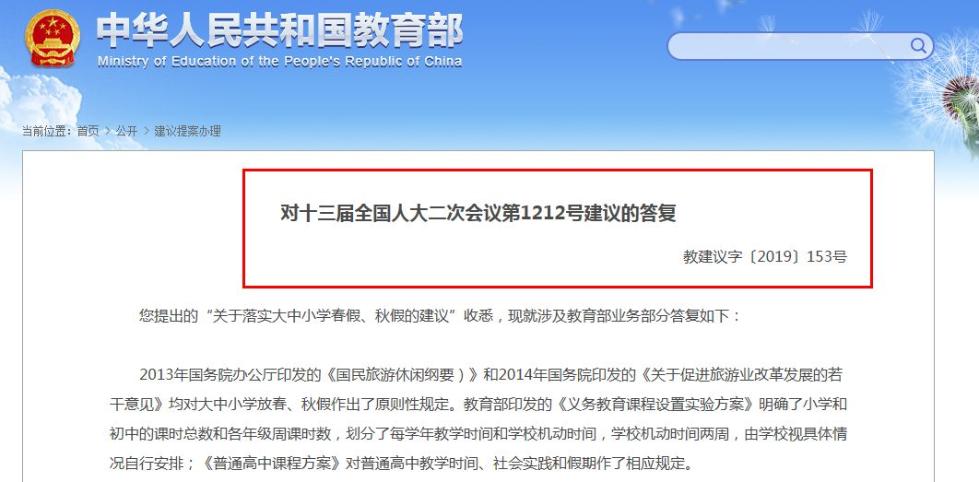 中华人民共和国教育部
Ministry of Education of the People's Republic of China
当前位置：首页 > 公开 > 建议提案办理
对十三届全国人大二次会议第1212号建议的答复
教建议字〔2019〕153号
您提出的“关于落实大中小学春假、秋假的建议”收悉，现就涉及教育部业务部分答复如下：
2013年国务院办公厅印发的《国民旅游休闲纲要）》和2014年国务院印发的《关于促进旅游业改革发展的若
干意见》均对大中小学放春、秋假作出了原则性规定。教育部印发的《义务教育课程设置实验方案》明确了小学和
初中的课时总数和各年级周课时数，划分了每学年教学时间和学校机动时间，学校机动时间两周，由学校视具体情
况自行安排；《普通高中课程方案》对普通高中教学时间、社会实践和假期作了相应规定。